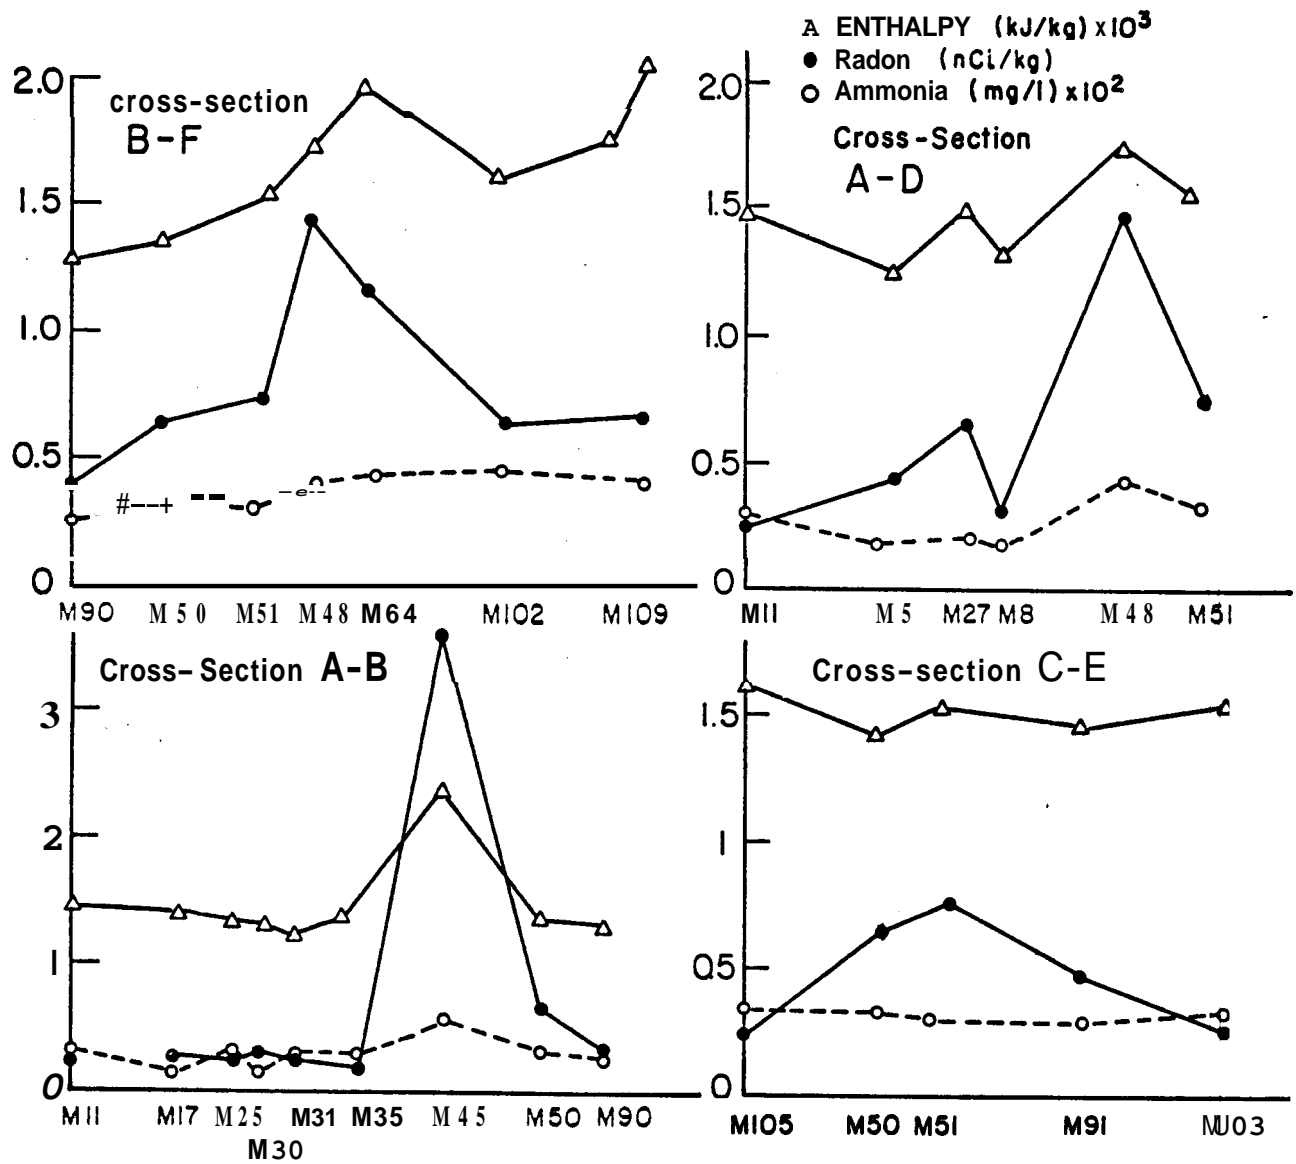 A ENTHALPY (kJ/kg) x10³
Radon (nCi/kg)
Ammonia (mg/l) x10²
cross-section
B-F
2.0
1.5
1.0
0.5
0
#--+ -- -e--
M90 M50 M51 M48 M64 M102 M109
Cross-Section
A-D
2.0
1.5
1.0
0.5
0
M11 M5 M27 M8 M48 M51
Cross-Section A-B
3
2
1
0
M11 M17 M25 M31 M35 M45 M50 M90
M30
Cross-section C-E
1.5
1
0.5
0
M105 M50 M51 M91 MJ03